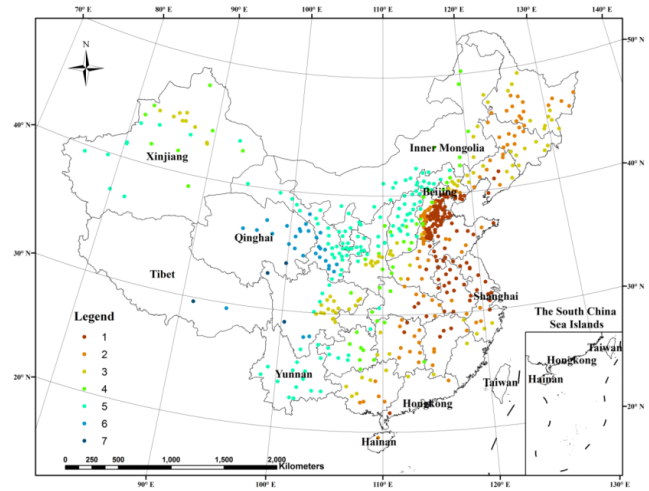 70° E 80° E 90° E 100° E 110° E 120° E 130° E 140° E
50° N
N
40° N
Inner Mongolia
40° N
Xinjiang
Beijing
Qinghai
30° N
Tibet
30° N
Shanghai
The South China
Sea Islands
Legend
1
2
3
4
5
6
7
Taiwan
Hongkong
Hainan
Yunnan
Taiwan
20° N
Hongkong
20° N
Hainan
0 250 500 1,000 1,500 2,000
Kilometers
90° E 100° E 110° E 120° E 130° E